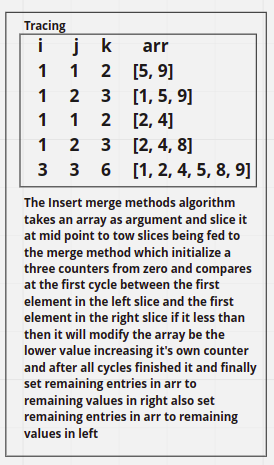 Tracing
i j k arr
1 1 2 [5, 9]
1 2 3 [1, 5, 9]
1 1 2 [2, 4]
1 2 3 [2, 4, 8]
3 3 6 [1, 2, 4, 5, 8, 9]
The Insert merge methods algorithm
takes an array as argument and slice it
at mid point to tow slices being fed to
the merge method which initialize a
three counters from zero and compares
at the first cycle between the first
element in the left slice and the first
element in the right slice if it less than
then it will modify the array be the
lower value increasing it's own counter
and after all cycles finished it and finally
set remaining entries in arr to
remaining values in right also set
remaining entries in arr to remaining
values in left